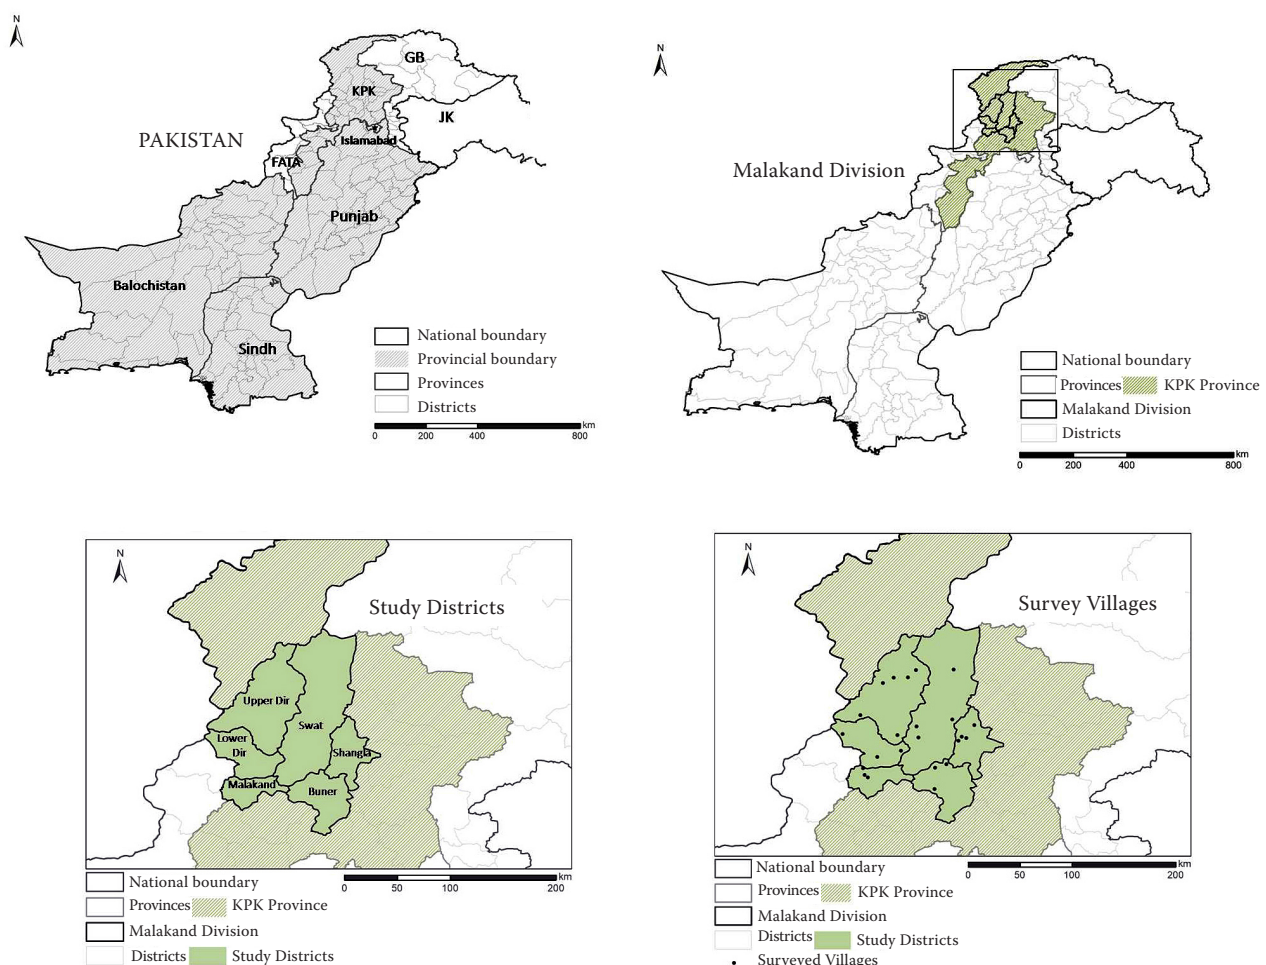 N
GB
KPK
JK
PAKISTAN
Islamabad
FATA
Punjab
Balochistan
Sindh
National boundary
Provincial boundary
Provinces
Districts
km
0 200 400 800
N
Malakand Division
National boundary
Provinces KPK Province
Malakand Division
Districts
km
0 200 400 800
N
Study Districts
Upper Dir
Swat
Lower
Dir
Shangla
Malakand
Buner
National boundary
Provinces KPK Province
Malakand Division
Districts Study Districts
km
0 50 100 200
N
Survey Villages
National boundary
Provinces KPK Province
Malakand Division
Districts Study Districts
Surveyed Villages
km
0 50 100 200